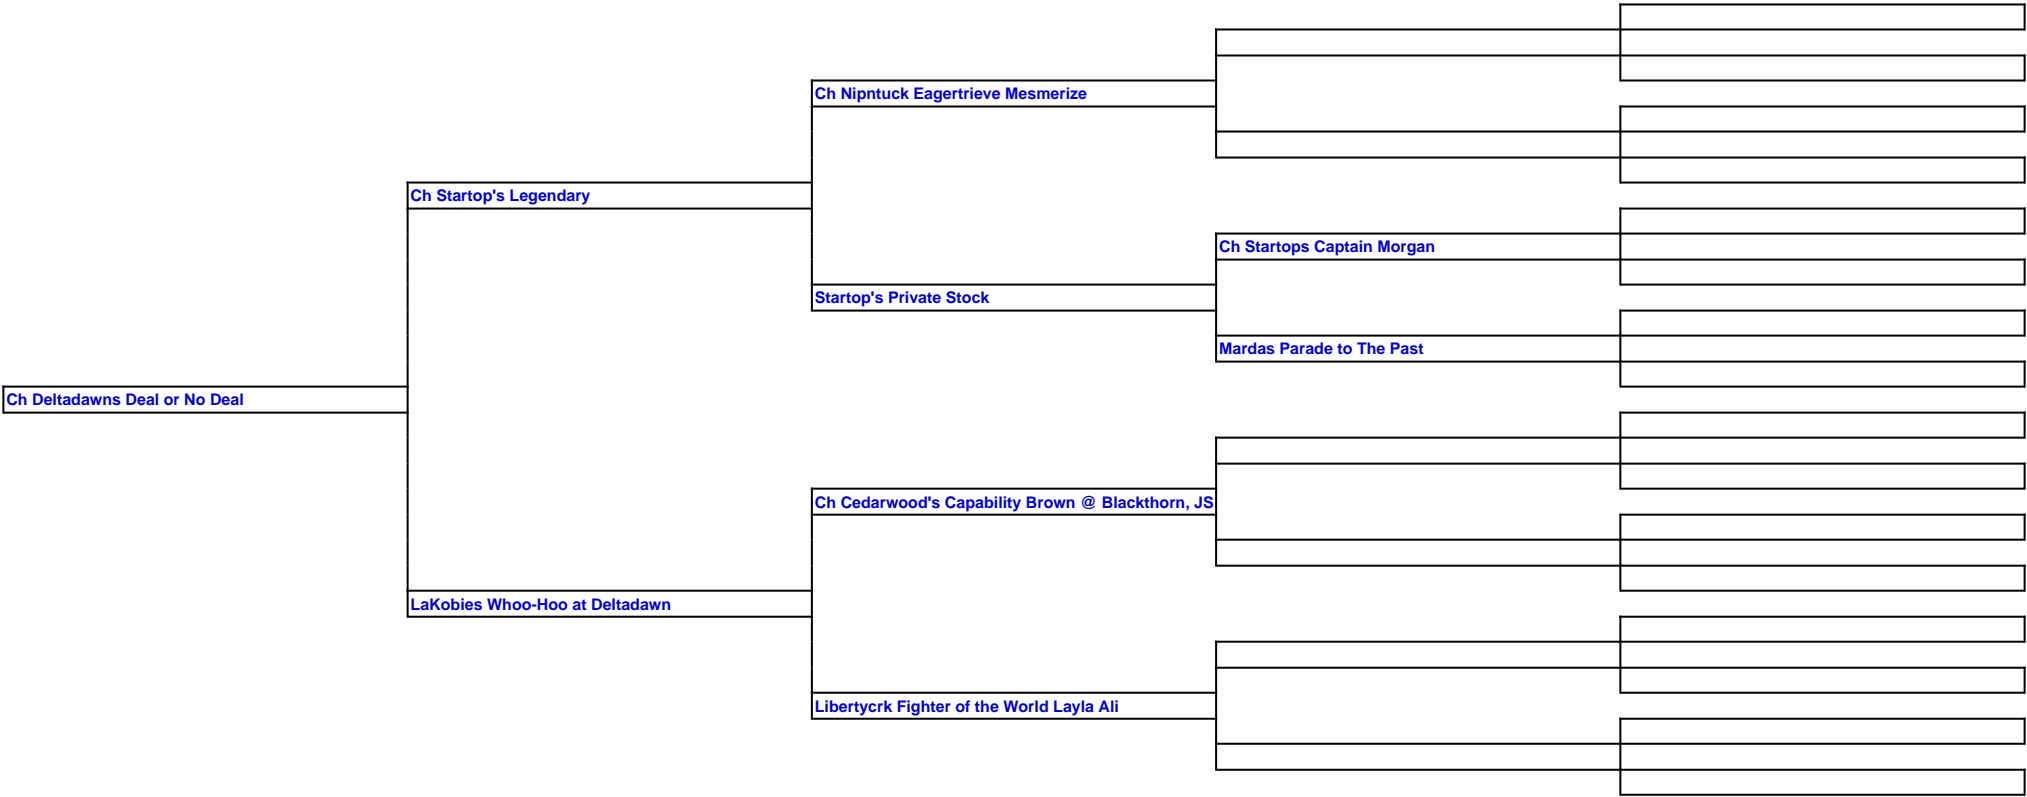 Ch Nipntuck Eagertrieve Mesmerize
Ch Startop's Legendary
Ch Startops Captain Morgan
Startop's Private Stock
Mardas Parade to The Past
Ch Deltadawns Deal or No Deal
Ch Cedarwood's Capability Brown @ Blackthorn, JS
LaKobies Whoo-Hoo at Deltadawn
Libertycrk Fighter of the World Layla Ali